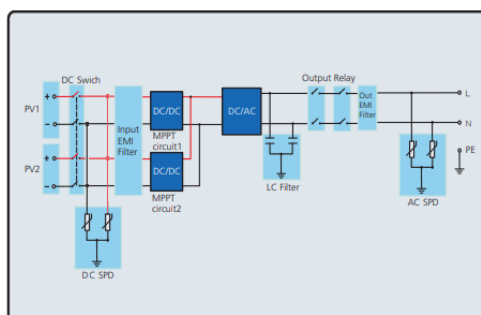 DC Swich
PV1
PV2
+
−
+
−
Input
EMI
Filter
DC/DC
MPPT
circuit1
DC/DC
MPPT
circuit2
DC/AC
Output Relay
Out
EMI
Filter
LC Filter
L
N
PE
DC SPD
AC SPD